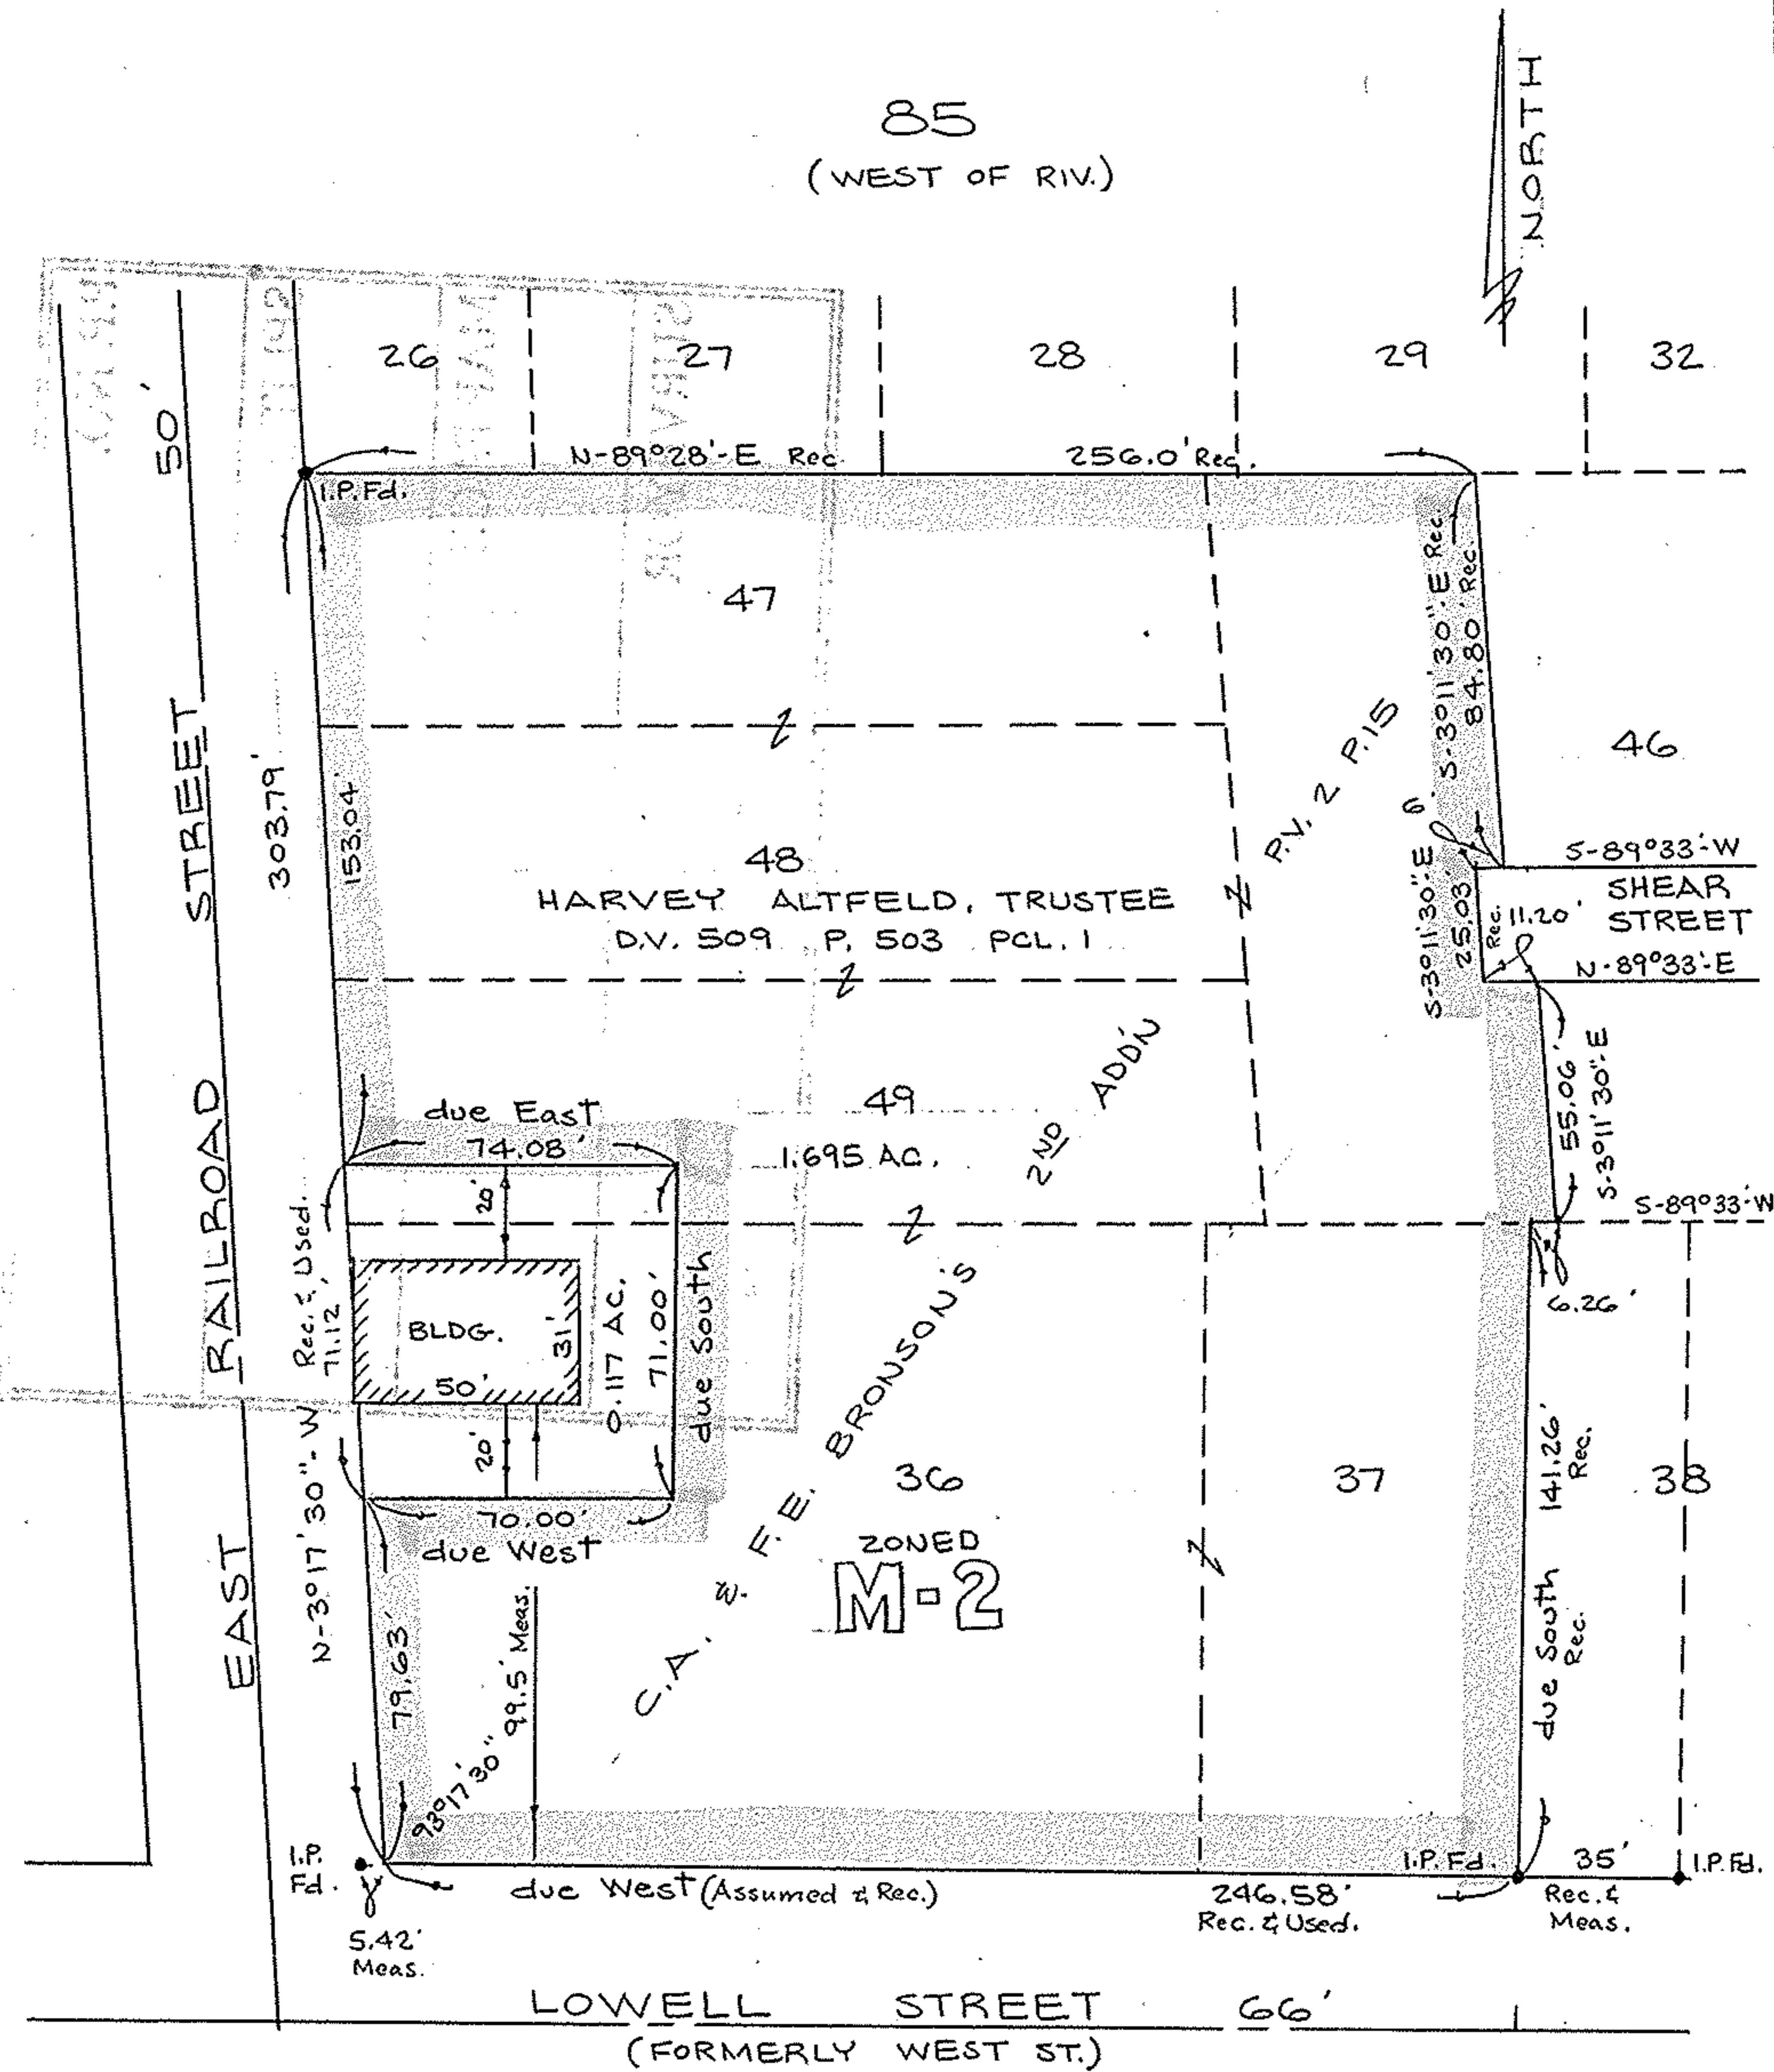 85
(WEST OF RIV.)
NORTH
26
27
28
29
32
50'
N-89°28'-E Rec.
256.0' Rec.
I.P. Fd.
47
S-3°11'30"-E Rec.
84.80' Rec.
46
P.V. 2 P. 15
303.79'
153.04'
48
HARVEY ALTFELD, TRUSTEE
D.V. 509 P. 503 PCL. 1
S-89°33'-W
SHEAR
STREET
N-89°33'-E
S-3°11'30"-E
25.03'
Rec.
11.20'
55.06'
S-3°11'30"-E
S-89°33'-W
6.26'
49
1.695 AC.
2ND ADD'N
due East
74.08'
20'
BLDG.
31'
50'
0.117 AC.
71.00'
due South
20'
70.00'
due West
Rec. & Used.
71.12'
N-3°17'30"-W
EAST RAILROAD STREET
C.A. & F.E. BRONSON'S
36
37
38
ZONED
M-2
141.26'
Rec.
due South
Rec.
79.63'
99.5' Meas.
93°17'30"
I.P.
Fd.
5.42'
Meas.
due West (Assumed & Rec.)
246.58'
Rec. & Used.
I.P. Fd.
35'
Rec. &
Meas.
I.P. Fd.
LOWELL STREET 66'
(FORMERLY WEST ST.)